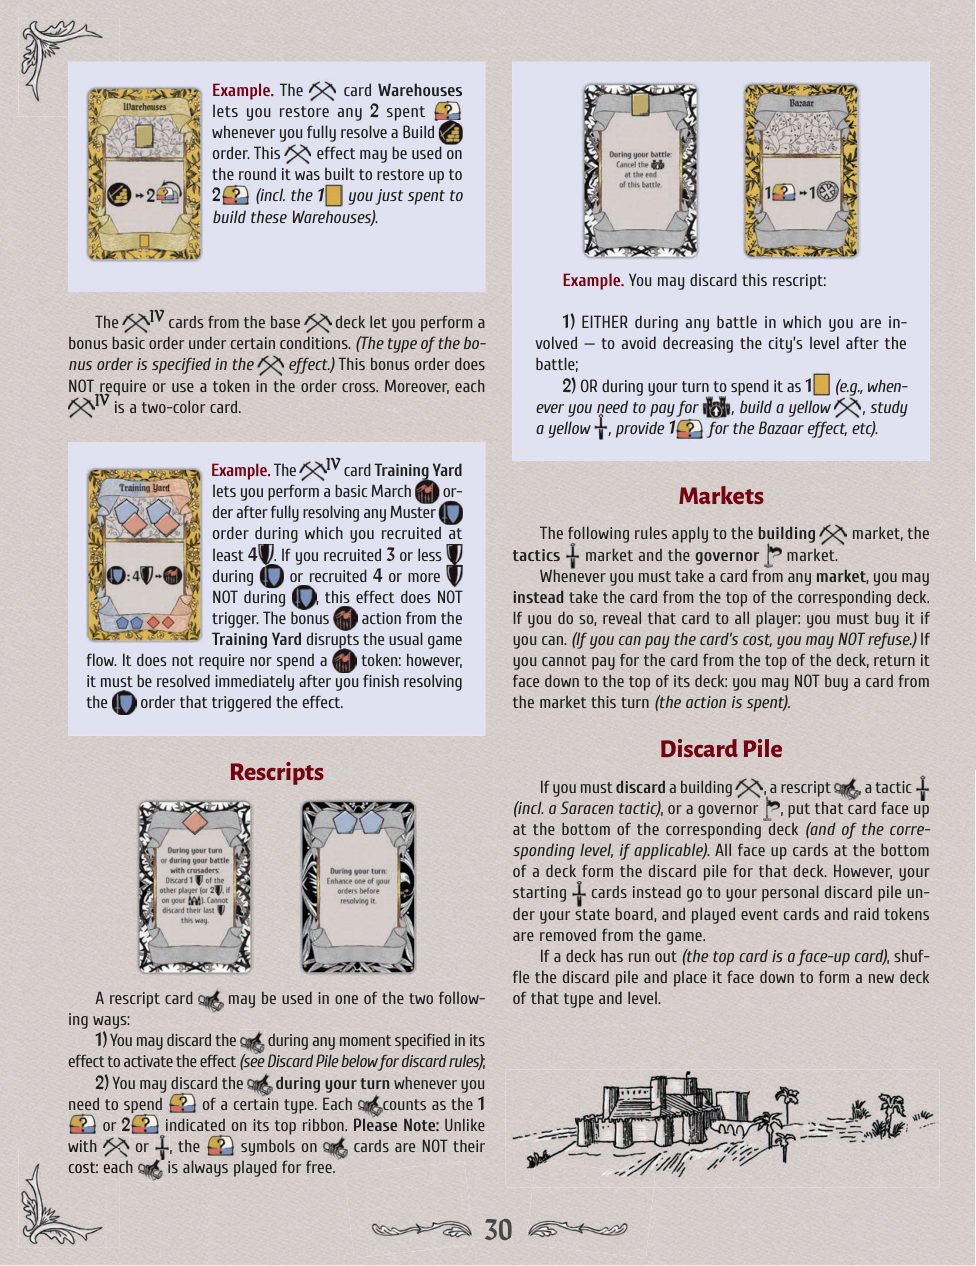 Warehouses
2
Example. The card Warehouses
lets you restore any 2 spent
whenever you fully resolve a Build
order. This effect may be used on
the round it was built to restore up to
2 (incl. the 1 you just spent to
build these Warehouses).
The IV cards from the base deck let you perform a
bonus basic order under certain conditions. (The type of the bo-
nus order is specified in the effect.) This bonus order does
NOT require or use a token in the order cross. Moreover, each
IV is a two-color card.
Training Yard
: 4
Example. The IV card Training Yard
lets you perform a basic March or-
der after fully resolving any Muster
order during which you recruited at
least 4. If you recruited 3 or less
during or recruited 4 or more
NOT during , this effect does NOT
trigger. The bonus action from the
Training Yard disrupts the usual game
flow. It does not require nor spend a token: however,
it must be resolved immediately after you finish resolving
the order that triggered the effect.
Rescripts
During your turn
or during your battle
with crusaders:
Discard 1 of the
other player (or 2, if
on your ). Cannot
discard their last
this way.
During your turn:
Enhance one of your
orders before
resolving it.
A rescript card may be used in one of the two follow-
ing ways:
1) You may discard the during any moment specified in its
effect to activate the effect (see Discard Pile below for discard rules);
2) You may discard the during your turn whenever you
need to spend of a certain type. Each counts as the 1
or 2 indicated on its top ribbon. Please Note: Unlike
with or , the symbols on cards are NOT their
cost: each is always played for free.
During your battle:
Cancel the
at the end
of this battle.
Bazaar
1 1
Example. You may discard this rescript:
1) EITHER during any battle in which you are in-
volved — to avoid decreasing the city's level after the
battle;
2) OR during your turn to spend it as 1 (e.g., when-
ever you need to pay for , build a yellow , study
a yellow , provide 1 for the Bazaar effect, etc).
Markets
The following rules apply to the building market, the
tactics market and the governor market.
Whenever you must take a card from any market, you may
instead take the card from the top of the corresponding deck.
If you do so, reveal that card to all player: you must buy it if
you can. (If you can pay the card's cost, you may NOT refuse.) If
you cannot pay for the card from the top of the deck, return it
face down to the top of its deck: you may NOT buy a card from
the market this turn (the action is spent).
Discard Pile
If you must discard a building , a rescript , a tactic
(incl. a Saracen tactic), or a governor , put that card face up
at the bottom of the corresponding deck (and of the corre-
sponding level, if applicable). All face up cards at the bottom
of a deck form the discard pile for that deck. However, your
starting cards instead go to your personal discard pile un-
der your state board, and played event cards and raid tokens
are removed from the game.
If a deck has run out (the top card is a face-up card), shuf-
fle the discard pile and place it face down to form a new deck
of that type and level.
30